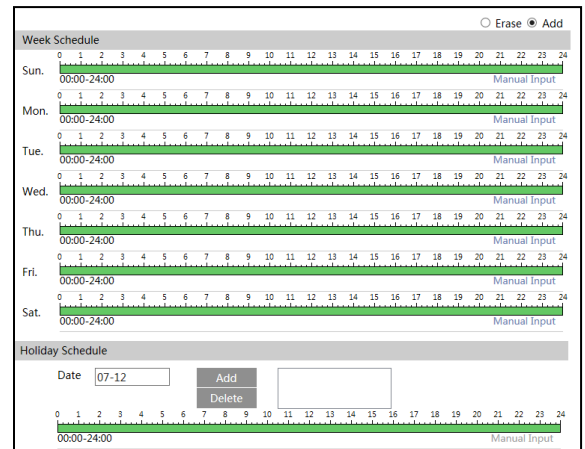 Erase Add
Week Schedule
0 1 2 3 4 5 6 7 8 9 10 11 12 13 14 15 16 17 18 19 20 21 22 23 24
Sun.
00:00-24:00 Manual Input
0 1 2 3 4 5 6 7 8 9 10 11 12 13 14 15 16 17 18 19 20 21 22 23 24
Mon.
00:00-24:00 Manual Input
0 1 2 3 4 5 6 7 8 9 10 11 12 13 14 15 16 17 18 19 20 21 22 23 24
Tue.
00:00-24:00 Manual Input
0 1 2 3 4 5 6 7 8 9 10 11 12 13 14 15 16 17 18 19 20 21 22 23 24
Wed.
00:00-24:00 Manual Input
0 1 2 3 4 5 6 7 8 9 10 11 12 13 14 15 16 17 18 19 20 21 22 23 24
Thu.
00:00-24:00 Manual Input
0 1 2 3 4 5 6 7 8 9 10 11 12 13 14 15 16 17 18 19 20 21 22 23 24
Fri.
00:00-24:00 Manual Input
0 1 2 3 4 5 6 7 8 9 10 11 12 13 14 15 16 17 18 19 20 21 22 23 24
Sat.
00:00-24:00 Manual Input
Holiday Schedule
Date 07-12 Add
Delete
0 1 2 3 4 5 6 7 8 9 10 11 12 13 14 15 16 17 18 19 20 21 22 23 24
00:00-24:00 Manual Input